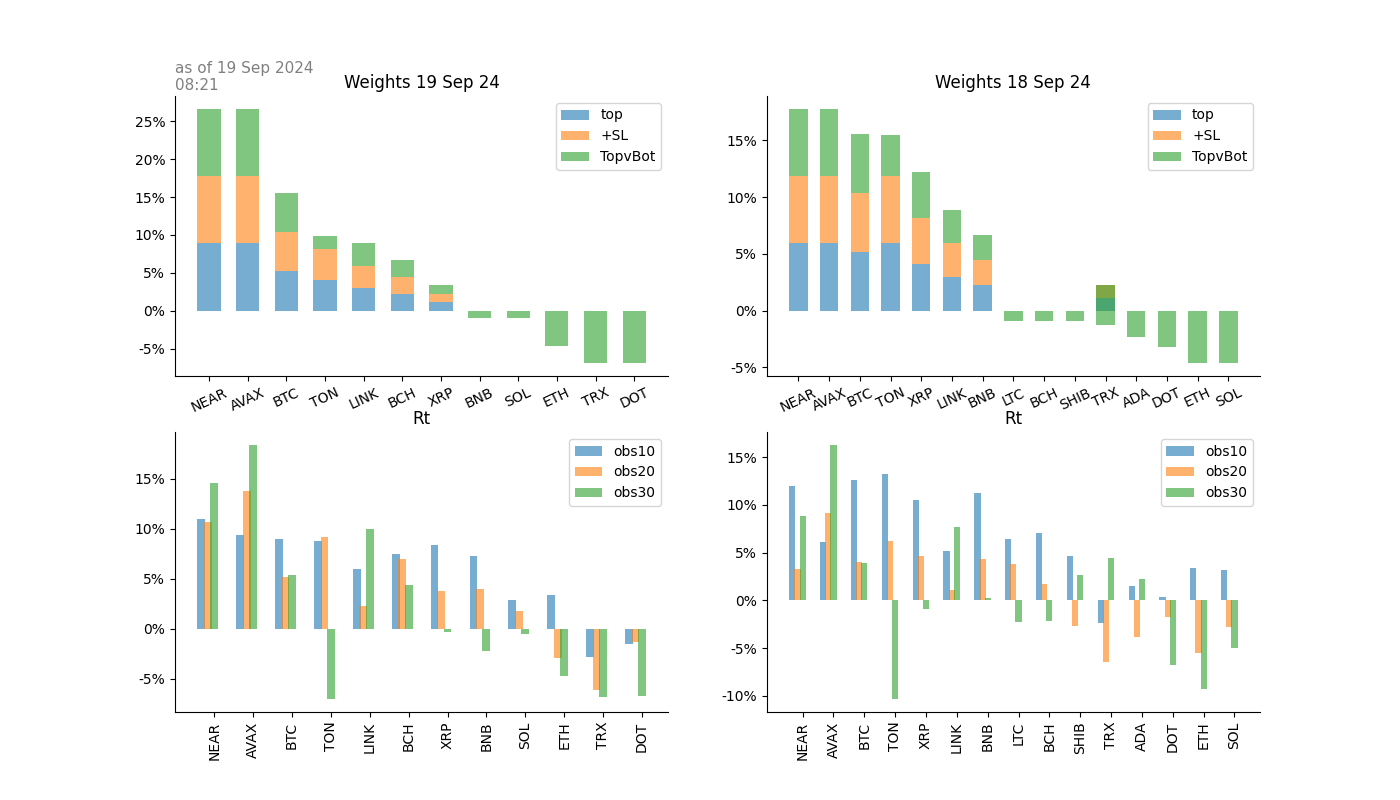 as of 19 Sep 2024
08:21
Weights 19 Sep 24
25%
20%
15%
10%
5%
0%
-5%
top
+SL
TopvBot
NEAR AVAX BTC TON LINK BCH XRP BNB SOL ETH TRX DOT
Weights 18 Sep 24
15%
10%
5%
0%
-5%
top
+SL
TopvBot
NEAR AVAX BTC TON XRP LINK BNB LTC BCH SHIB TRX ADA DOT ETH SOL
Rt
15%
10%
5%
0%
-5%
obs10
obs20
obs30
NEAR AVAX BTC TON LINK BCH XRP BNB SOL ETH TRX DOT
Rt
15%
10%
5%
0%
-5%
-10%
obs10
obs20
obs30
NEAR AVAX BTC TON XRP LINK BNB LTC BCH SHIB TRX ADA DOT ETH SOL